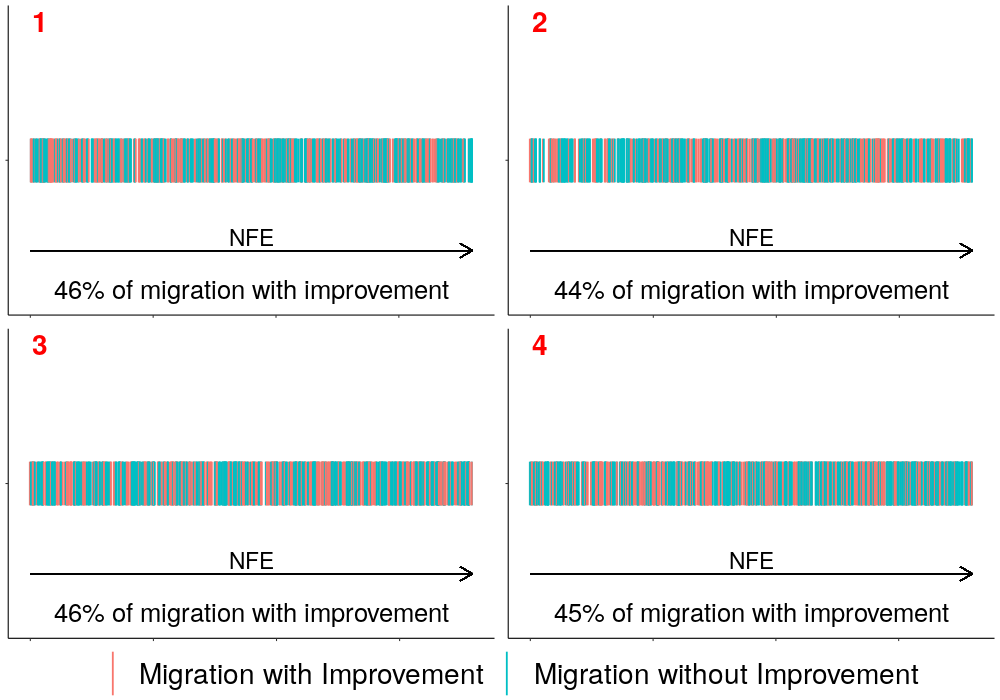 1
NFE
46% of migration with improvement
2
NFE
44% of migration with improvement
3
NFE
46% of migration with improvement
4
NFE
45% of migration with improvement
Migration with Improvement
Migration without Improvement